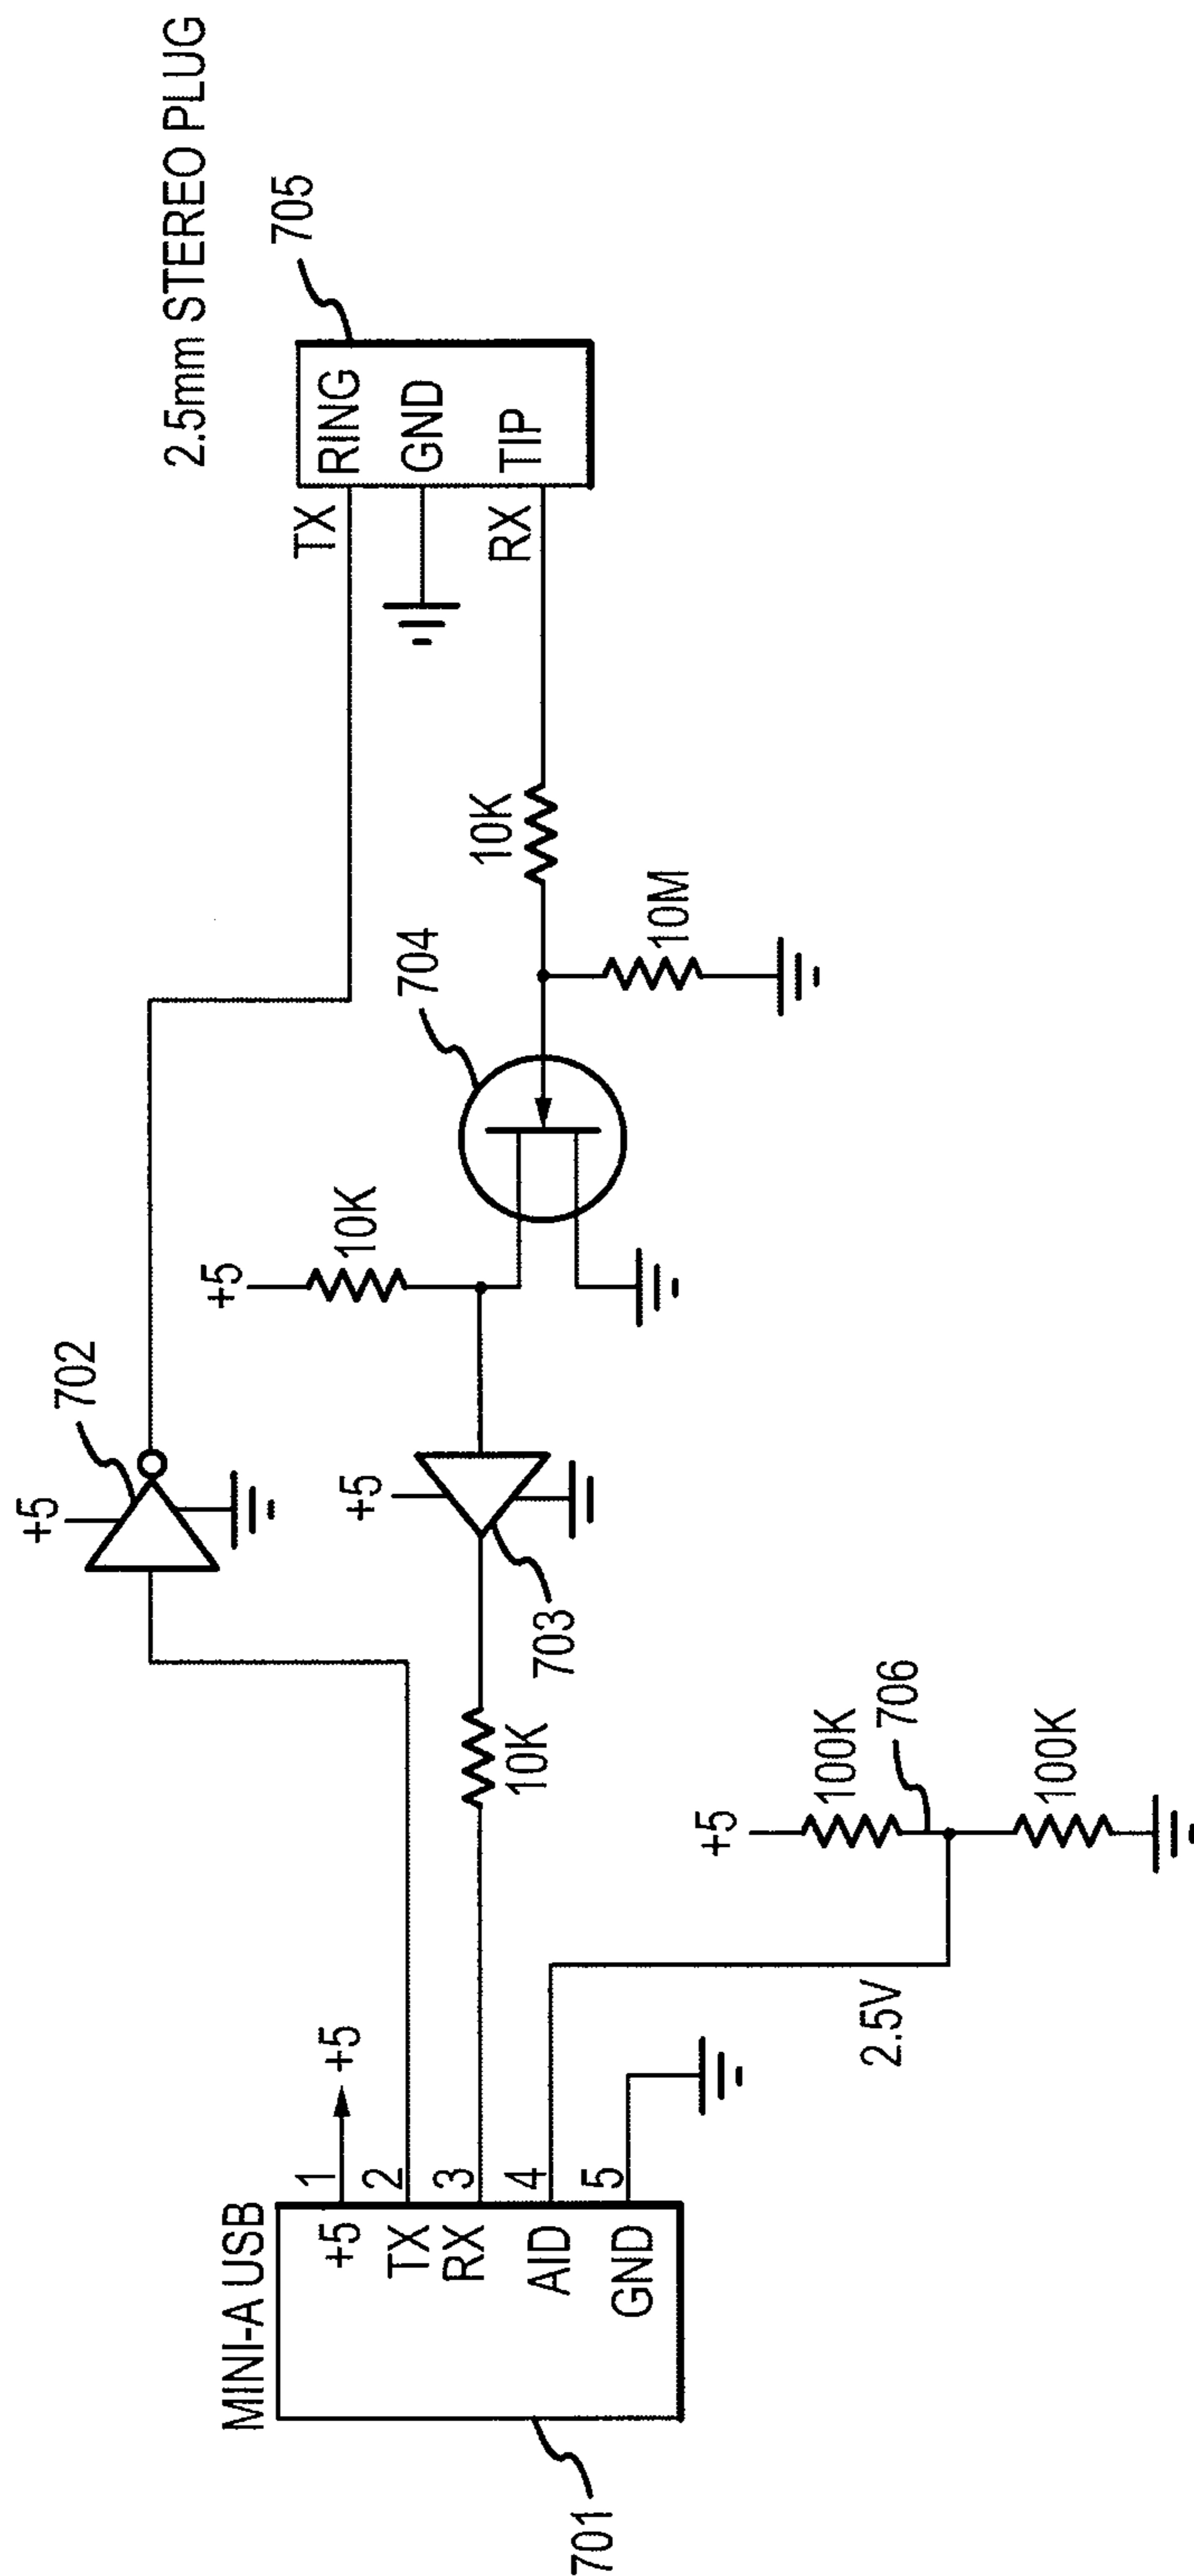 2.5mm STEREO PLUG
705
TX
RING
GND
RX
TIP
10K
10M
704
+5
10K
702
+5
+5
703
10K
MINI-A USB
+5
1
+5
TX
2
RX
3
AID
4
GND
5
701
2.5V
+5
100K
706
100K